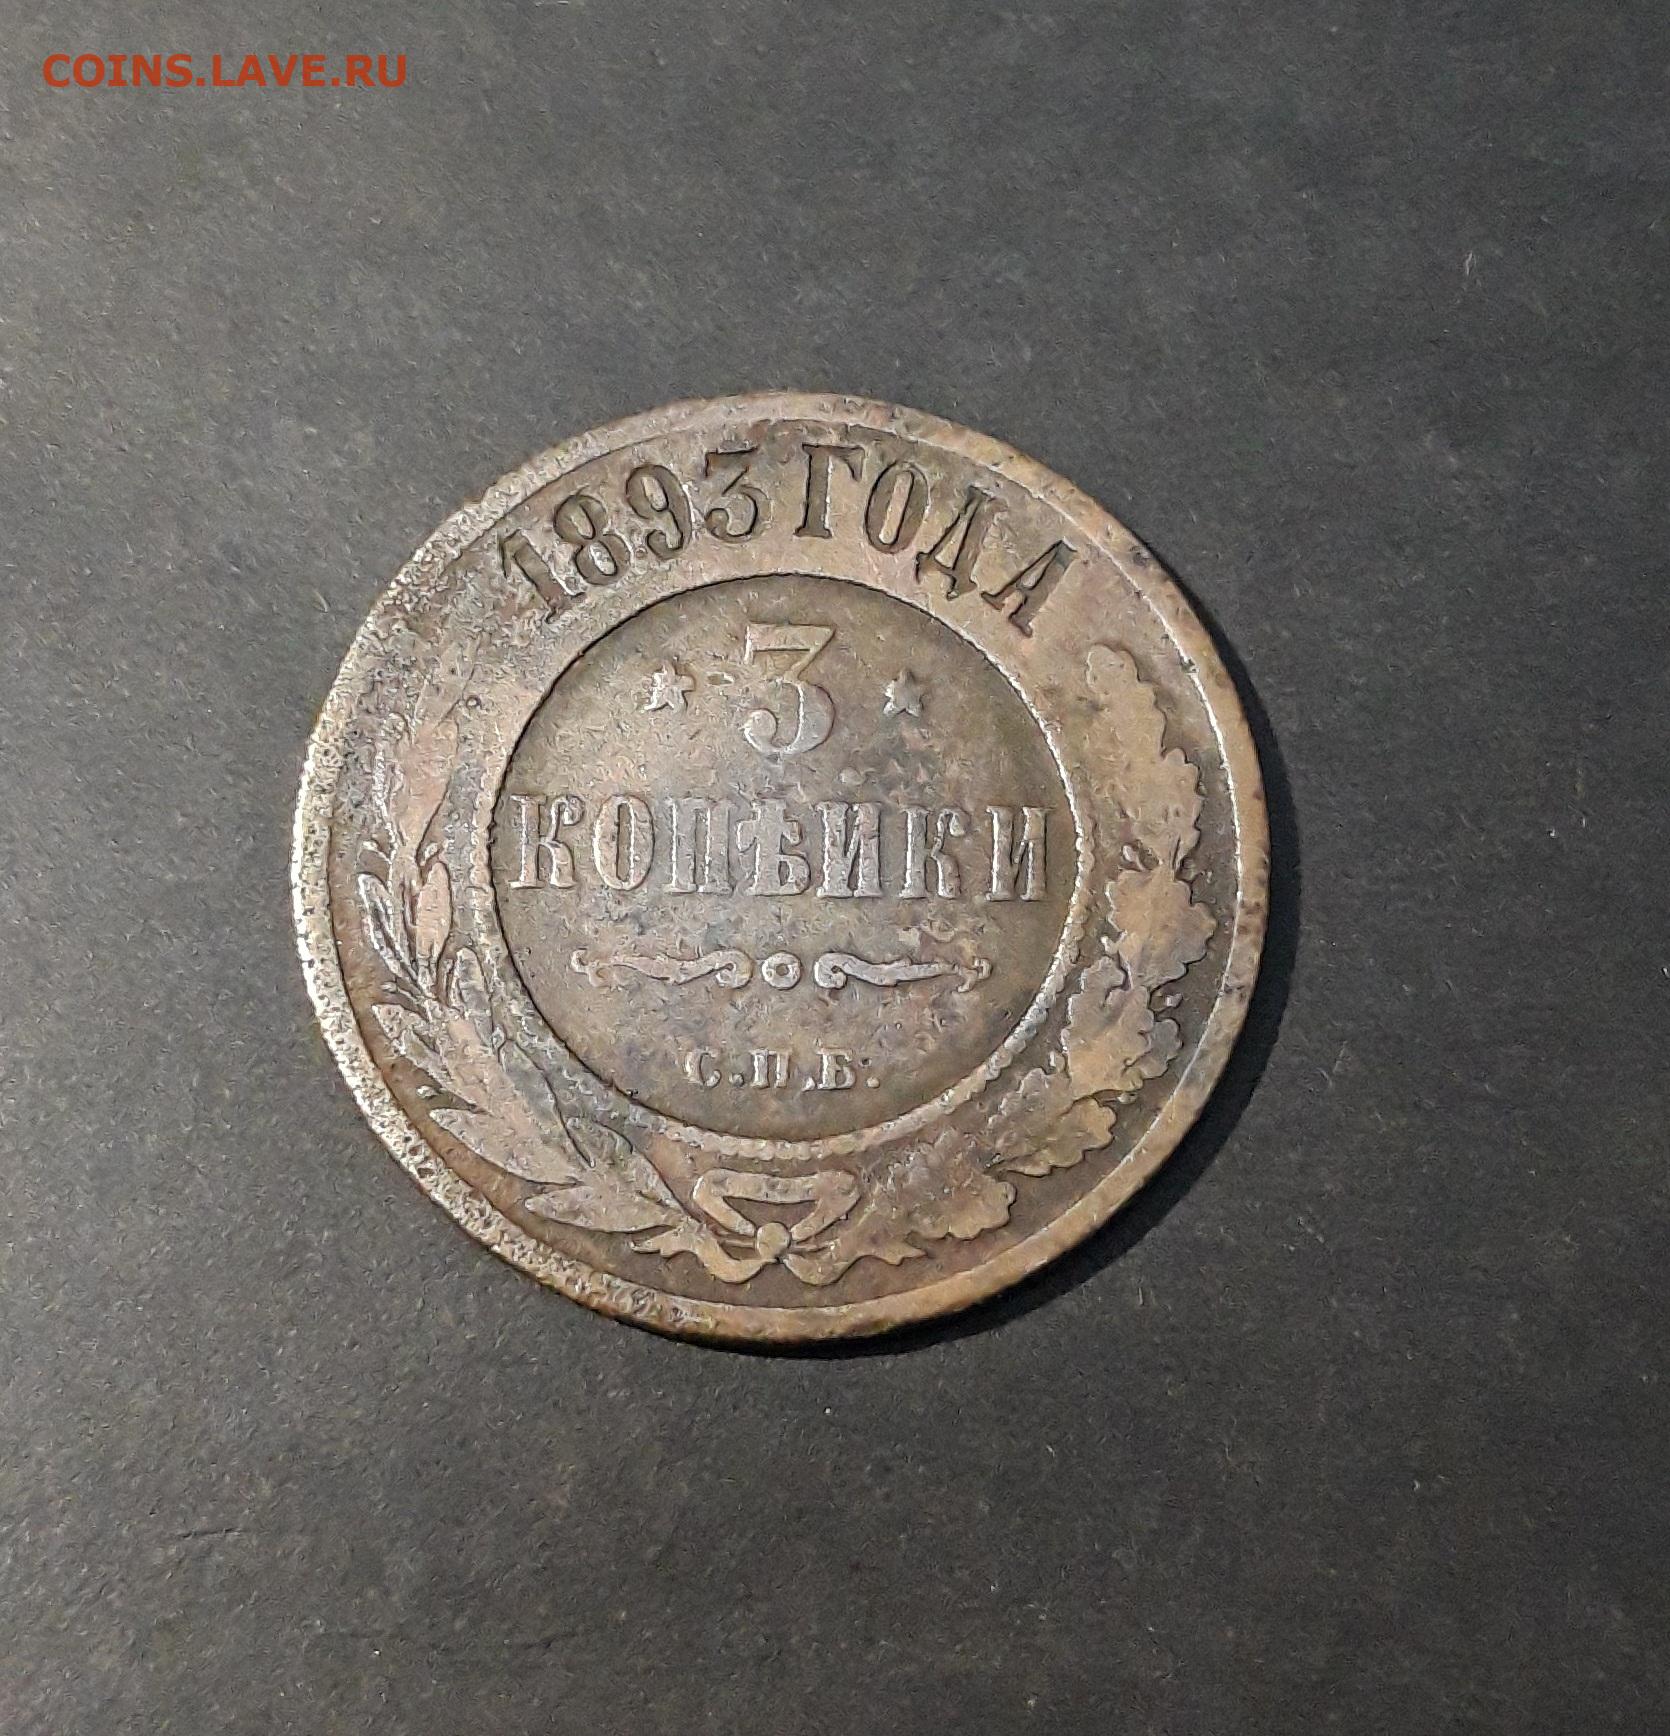 COINS.LAVE.RU
1893 ГОДА
3
КОПѢЙКИ
С.П.Б.